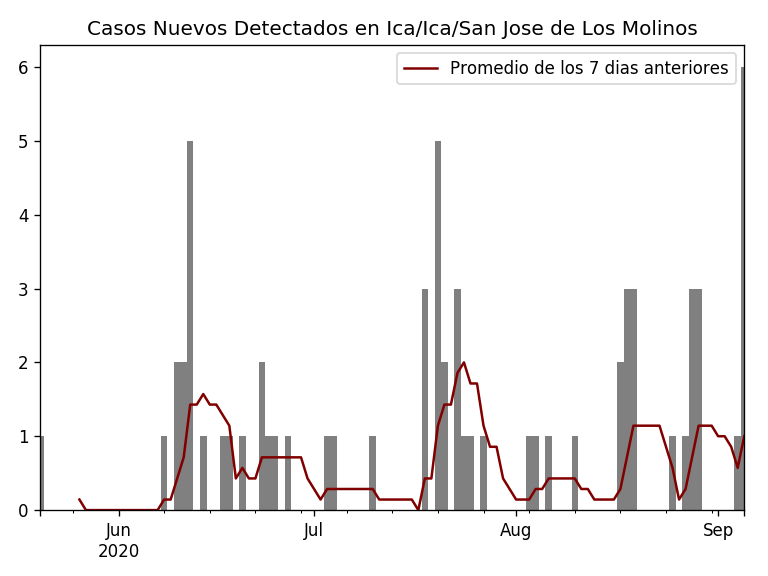 Casos Nuevos Detectados en Ica/Ica/San Jose de Los Molinos
Promedio de los 7 dias anteriores
6
5
4
3
2
1
0
Jun
2020
Jul
Aug
Sep